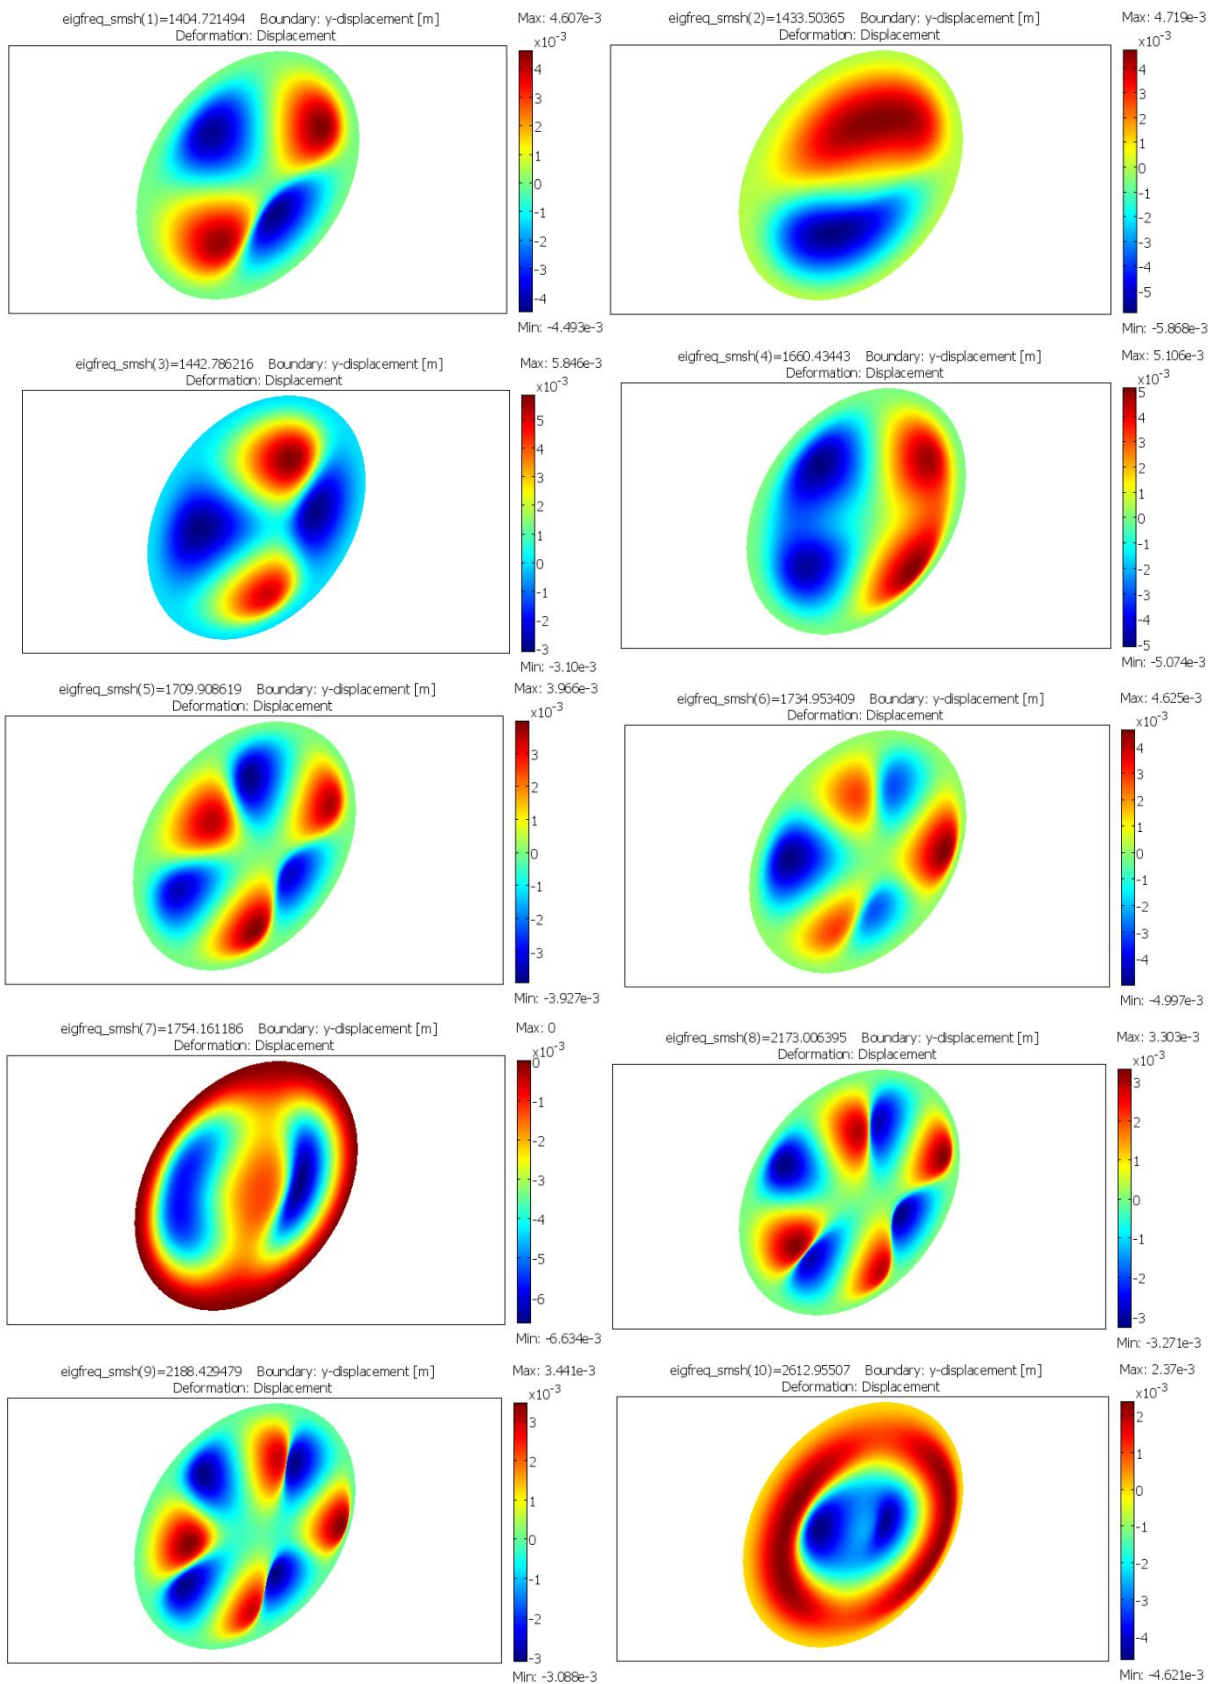 eigfreq_smsh(1)=1404.721494 Boundary: y-displacement [m] Max: 4.607e-3
Deformation: Displacement
x10⁻³
4
3
2
1
0
-1
-2
-3
-4
Min: -4.493e-3
eigfreq_smsh(2)=1433.50365 Boundary: y-displacement [m] Max: 4.719e-3
Deformation: Displacement
x10⁻³
4
3
2
1
0
-1
-2
-3
-4
-5
Min: -5.868e-3
eigfreq_smsh(3)=1442.786216 Boundary: y-displacement [m] Max: 5.846e-3
Deformation: Displacement
x10⁻³
5
4
3
2
1
0
-1
-2
-3
Min: -3.10e-3
eigfreq_smsh(4)=1660.43443 Boundary: y-displacement [m] Max: 5.106e-3
Deformation: Displacement
x10⁻³
5
4
3
2
1
0
-1
-2
-3
-4
-5
Min: -5.074e-3
eigfreq_smsh(5)=1709.908619 Boundary: y-displacement [m] Max: 3.966e-3
Deformation: Displacement
x10⁻³
3
2
1
0
-1
-2
-3
Min: -3.927e-3
eigfreq_smsh(6)=1734.953409 Boundary: y-displacement [m] Max: 4.625e-3
Deformation: Displacement
x10⁻³
4
3
2
1
0
-1
-2
-3
-4
Min: -4.997e-3
eigfreq_smsh(7)=1754.161186 Boundary: y-displacement [m] Max: 0
Deformation: Displacement
x10⁻³
0
-1
-2
-3
-4
-5
-6
Min: -6.634e-3
eigfreq_smsh(8)=2173.006395 Boundary: y-displacement [m] Max: 3.303e-3
Deformation: Displacement
x10⁻³
3
2
1
0
-1
-2
-3
Min: -3.271e-3
eigfreq_smsh(9)=2188.429479 Boundary: y-displacement [m] Max: 3.441e-3
Deformation: Displacement
x10⁻³
3
2
1
0
-1
-2
-3
Min: -3.088e-3
eigfreq_smsh(10)=2612.95507 Boundary: y-displacement [m] Max: 2.37e-3
Deformation: Displacement
x10⁻³
2
1
0
-1
-2
-3
-4
Min: -4.621e-3